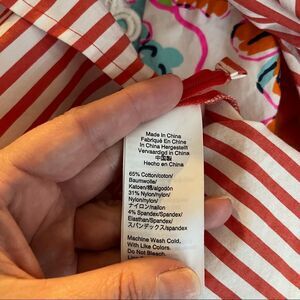 Made In China
Fabriqué En Chine
In China Hergestellt
Vervaardigd in China
中国製
Hecho en China
65% Cotton/coton/
Baumwolle/
Katoen/綿/algodón
31% Nylon/nylon/
Nylon/nylon/
ナイロン/nailon
4% Spandex/Spandex/
Elasthan/Spandex/
スパンデックス/spandex
Machine Wash Cold,
With Like Colors.
Do Not Bleach.